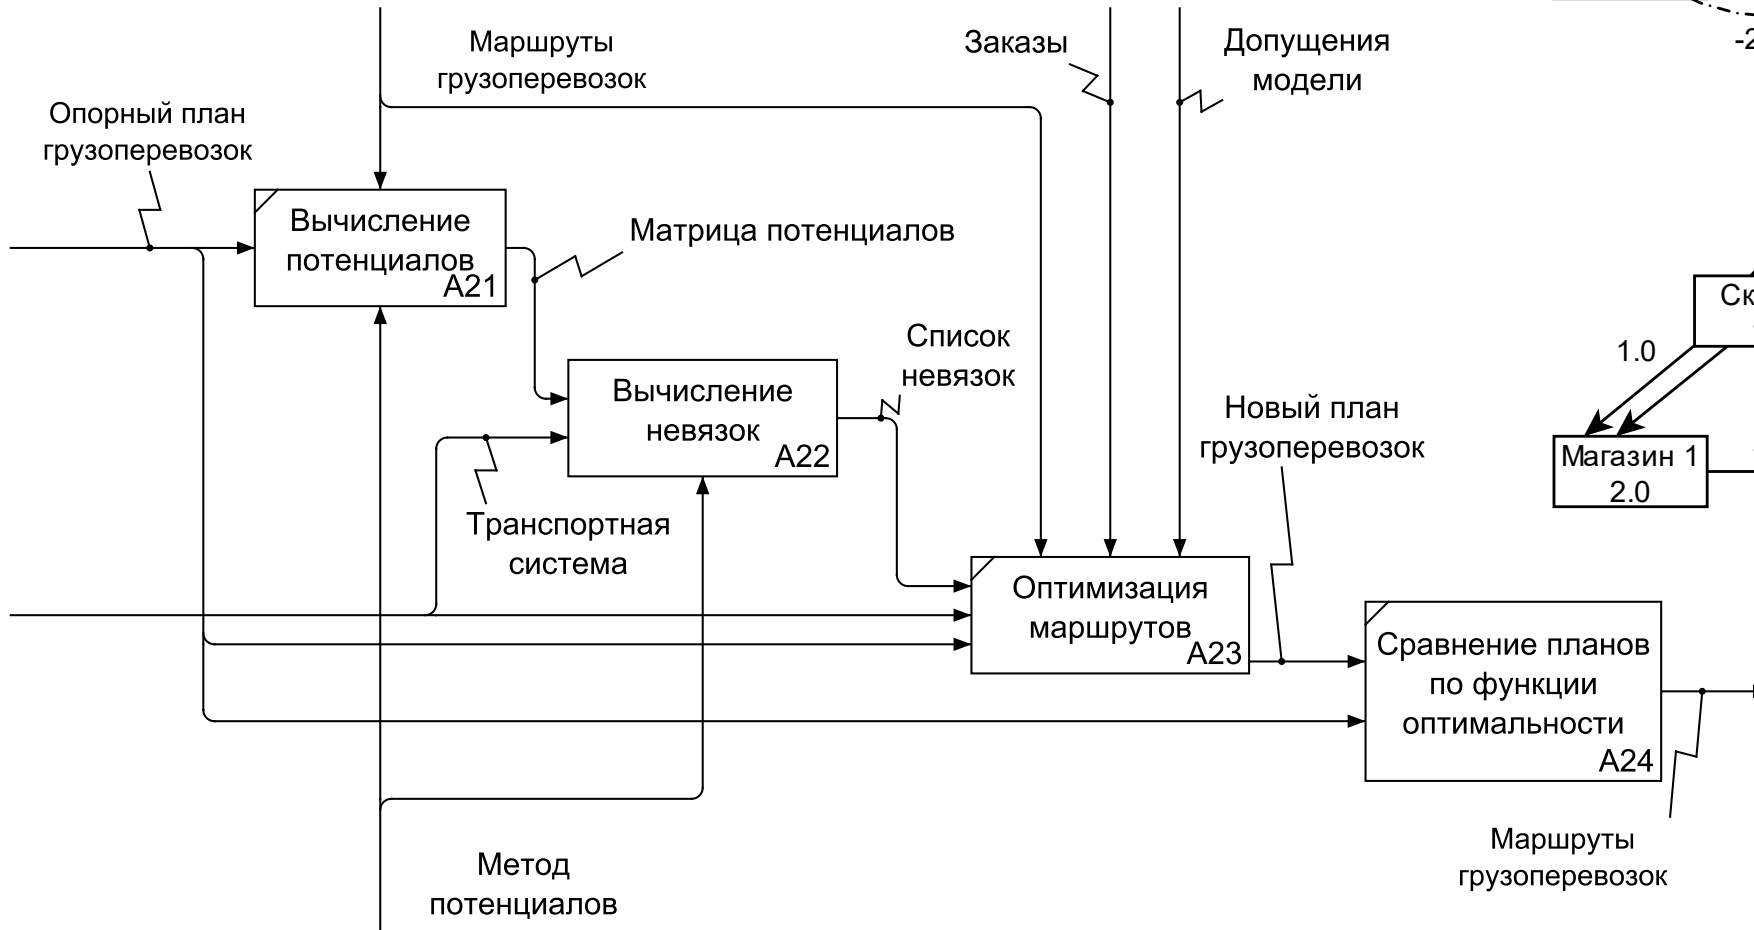 Маршруты
грузоперевозок
Заказы
Допущения
модели
-2
Опорный план
грузоперевозок
Вычисление
потенциалов
A21
Матрица потенциалов
Список
невязок
Вычисление
невязок
A22
Транспортная
система
Новый план
грузоперевозок
Ск
1.0
Магазин 1
2.0
Оптимизация
маршрутов
A23
Сравнение планов
по функции
оптимальности
A24
Метод
потенциалов
Маршруты
грузоперевозок